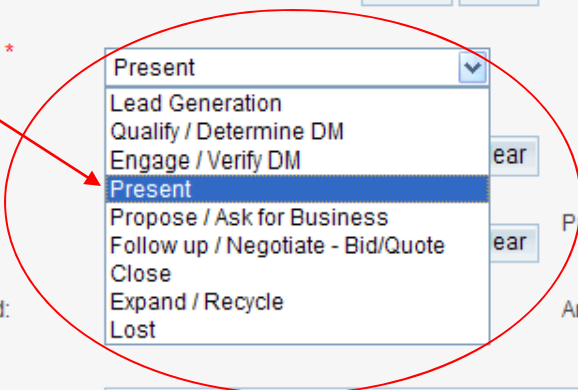 *
Present
Lead Generation
Qualify / Determine DM
Engage / Verify DM
ear
Present
Propose / Ask for Business
P
Follow up / Negotiate - Bid/Quote
ear
Close
Expand / Recycle
d:
Lost